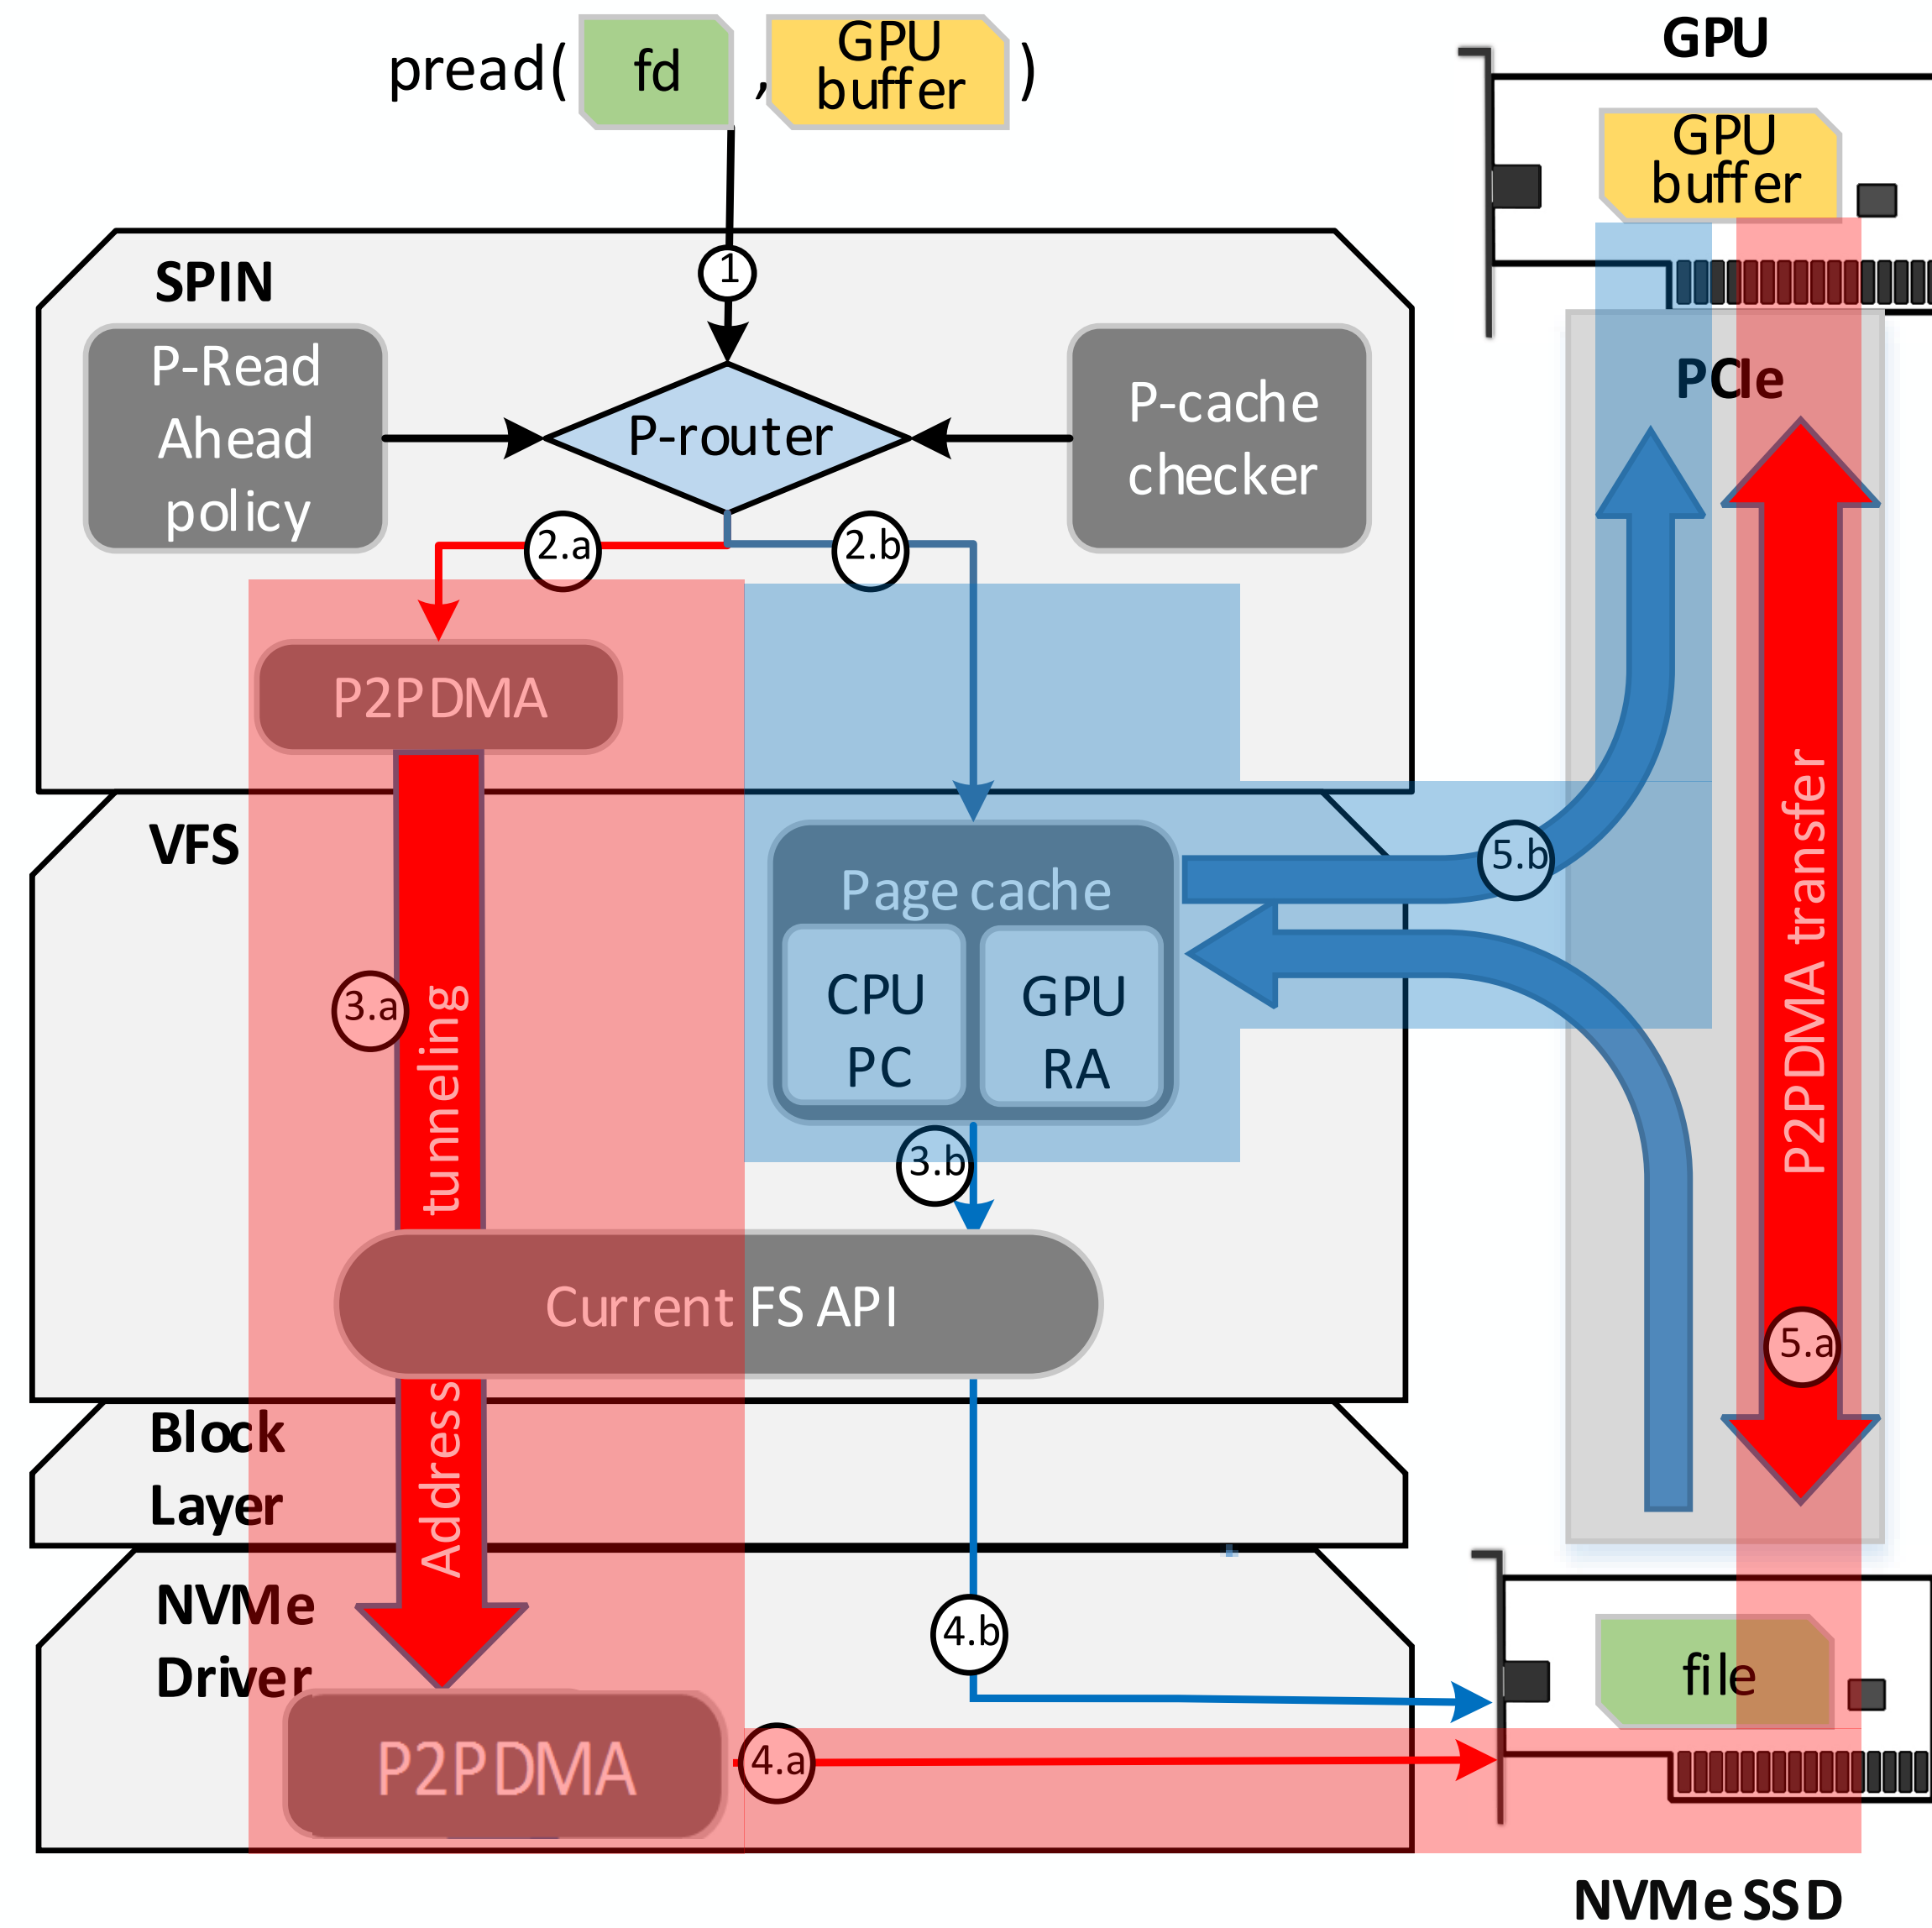 pread( fd , GPU buffer )
GPU
GPU
buffer
SPIN
1
P-Read
Ahead
policy
P-router
P-cache
checker
PCIe
2.a
2.b
P2PDMA
VFS
Page cache
CPU
PC
GPU
RA
5.b
3.a
Address tunneling
3.b
P2PDMA transfer
Current FS API
5.a
Block
Layer
NVMe
Driver
4.b
file
P2PDMA
4.a
NVMe SSD